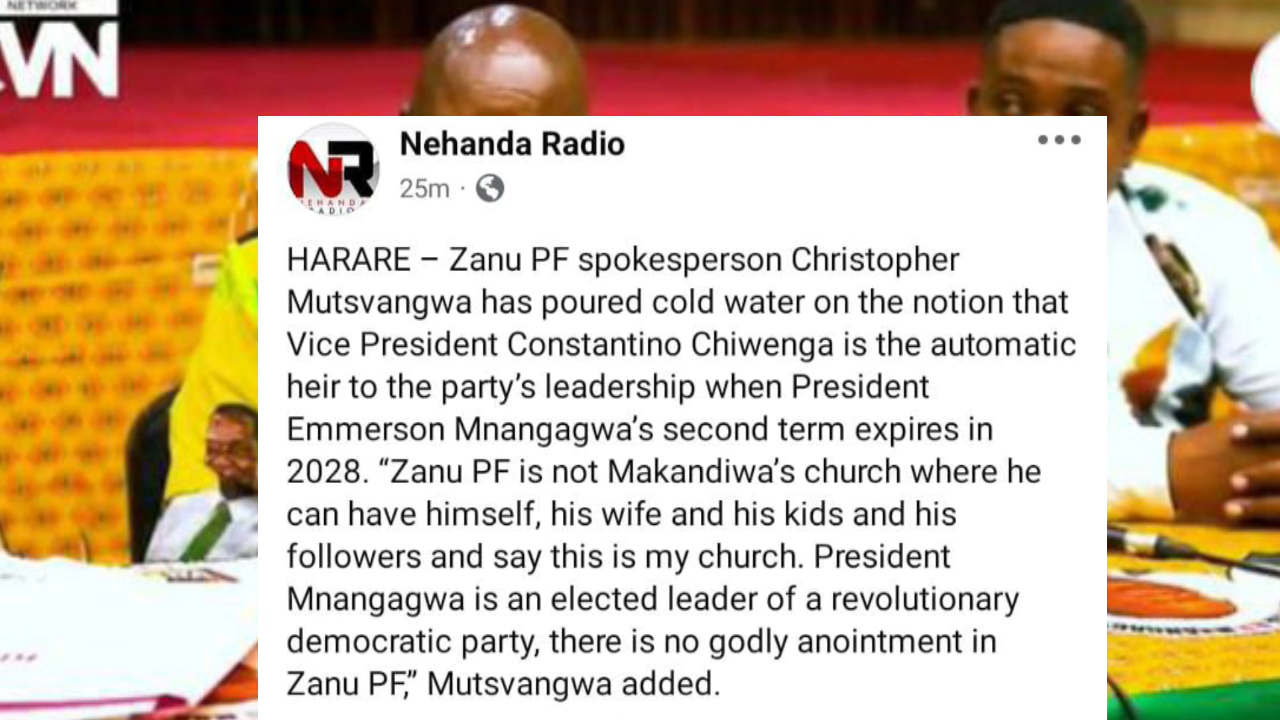 NETWORK
VN
NR
NEHANDA
RADIO
Nehanda Radio
25m ·
HARARE – Zanu PF spokesperson Christopher
Mutsvangwa has poured cold water on the notion that
Vice President Constantino Chiwenga is the automatic
heir to the party’s leadership when President
Emmerson Mnangagwa’s second term expires in
2028. “Zanu PF is not Makandiwa’s church where he
can have himself, his wife and his kids and his
followers and say this is my church. President
Mnangagwa is an elected leader of a revolutionary
democratic party, there is no godly anointment in
Zanu PF,” Mutsvangwa added.